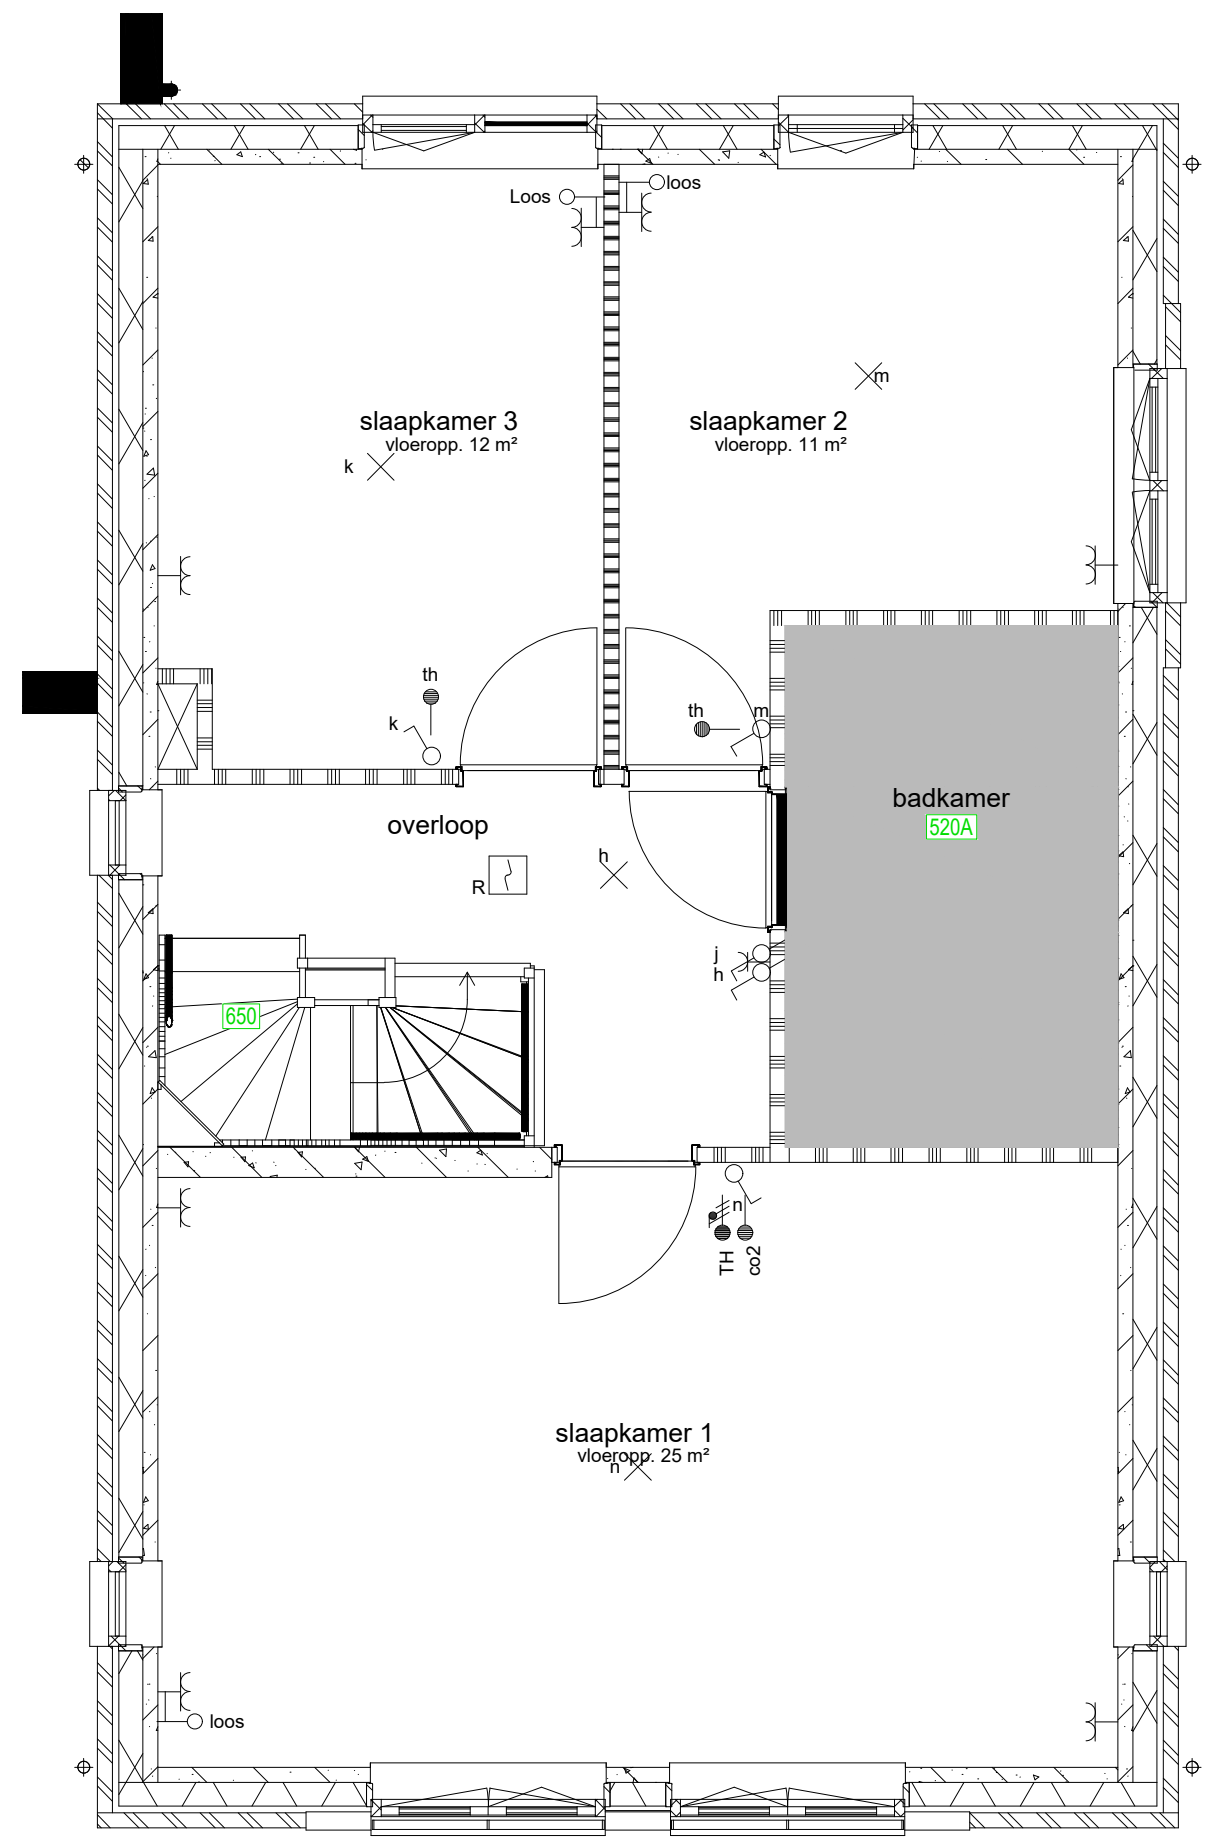 Loos
loos
m
slaapkamer 3
vloeropp. 12 m²
slaapkamer 2
vloeropp. 11 m²
k
th
k
th
m
badkamer
520A
overloop
h
R
j
h
650
n
TH
co2
slaapkamer 1
vloeropp. 25 m²
n
loos